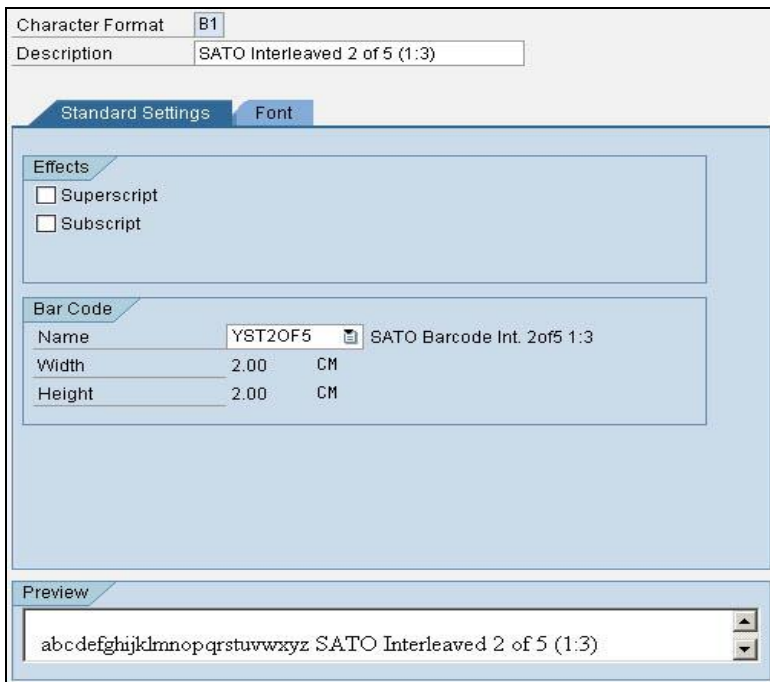 Character Format B1
Description SATO Interleaved 2 of 5 (1:3)
Standard Settings Font
Effects
Superscript
Subscript
Bar Code
Name YST2OF5 SATO Barcode Int. 2of5 1:3
Width 2.00 CM
Height 2.00 CM
Preview
abcdefghijklmnopqrstuvwxyz SATO Interleaved 2 of 5 (1:3)